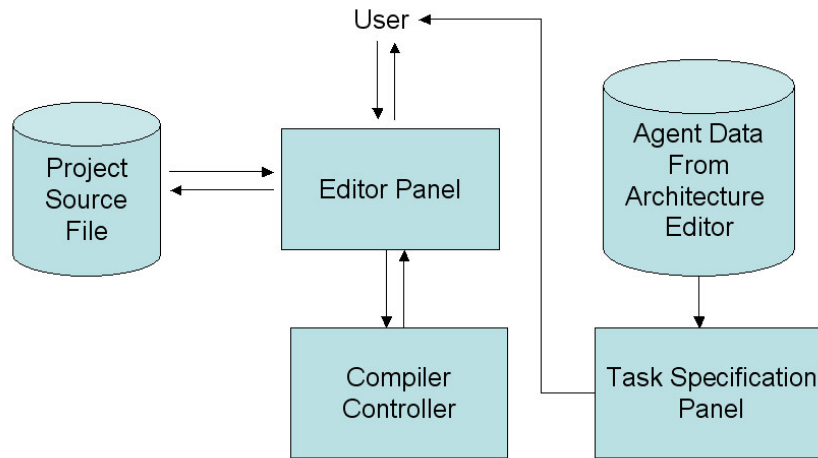 User
Project
Source
File
Editor Panel
Agent Data
From
Architecture
Editor
Compiler
Controller
Task Specification
Panel